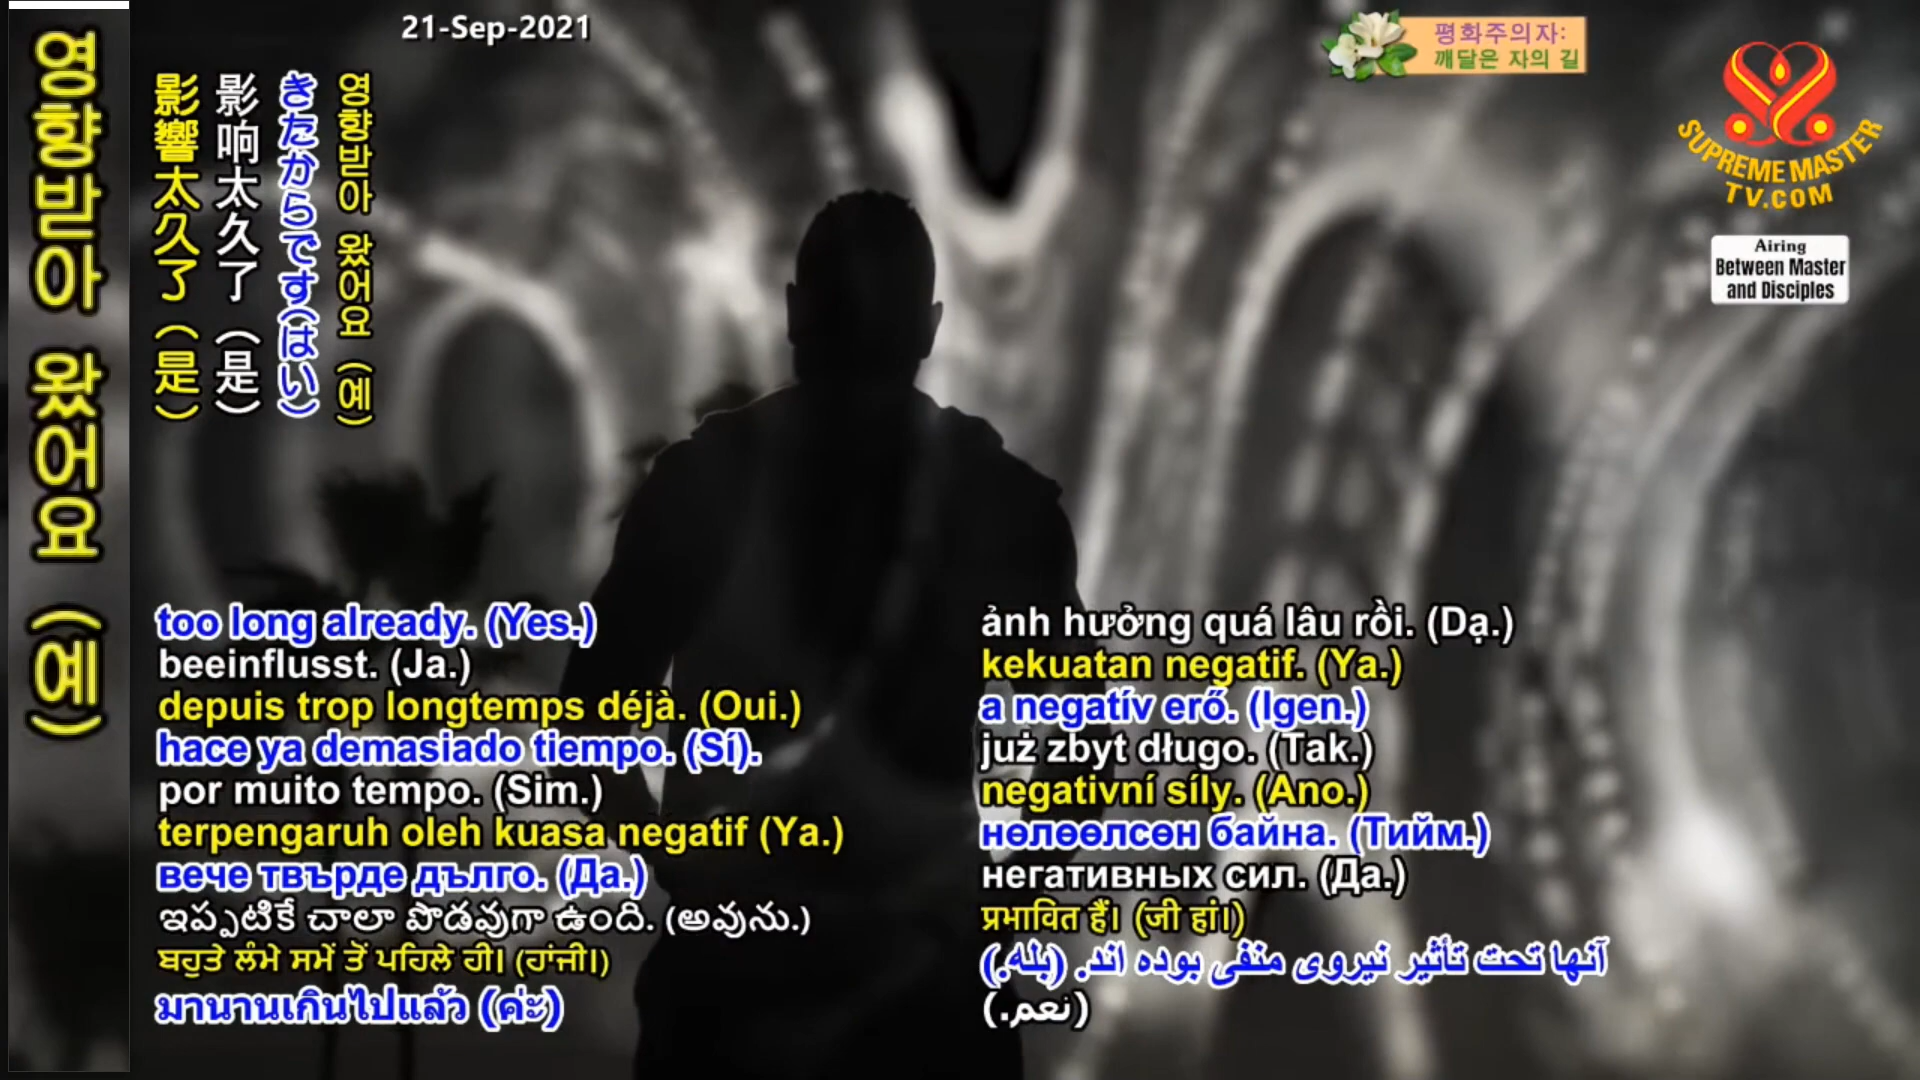 영향받아 왔어요 (예)
21-Sep-2021
影響太久了（是）
影响太久了（是）
きたからです(はい)
영향받아 왔어요 (예)
평화주의자:
깨달은 자의 길
SUPREME MASTER
TV.COM
Airing
Between Master
and Disciples
too long already. (Yes.)
beeinflusst. (Ja.)
depuis trop longtemps déjà. (Oui.)
hace ya demasiado tiempo. (Sí).
por muito tempo. (Sim.)
terpengaruh oleh kuasa negatif (Ya.)
вече твърде дълго. (Да.)
ఇప్పటికే చాలా పొడవుగా ఉంది. (అవును.)
ਬਹੁਤੇ ਲੰਮੇ ਸਮੇਂ ਤੋਂ ਪਹਿਲੇ ਹੀ। (ਹਾਂਜੀ।)
มานานเกินไปแล้ว (ค่ะ)
ảnh hưởng quá lâu rồi. (Dạ.)
kekuatan negatif. (Ya.)
a negatív erő. (Igen.)
już zbyt długo. (Tak.)
negativní síly. (Ano.)
нөлөөлсөн байна. (Тийм.)
негативных сил. (Да.)
प्रभावित हैं। (जी हां।)
آنها تحت تأثیر نیروی منفی بوده اند. (بله.)
(نعم.)